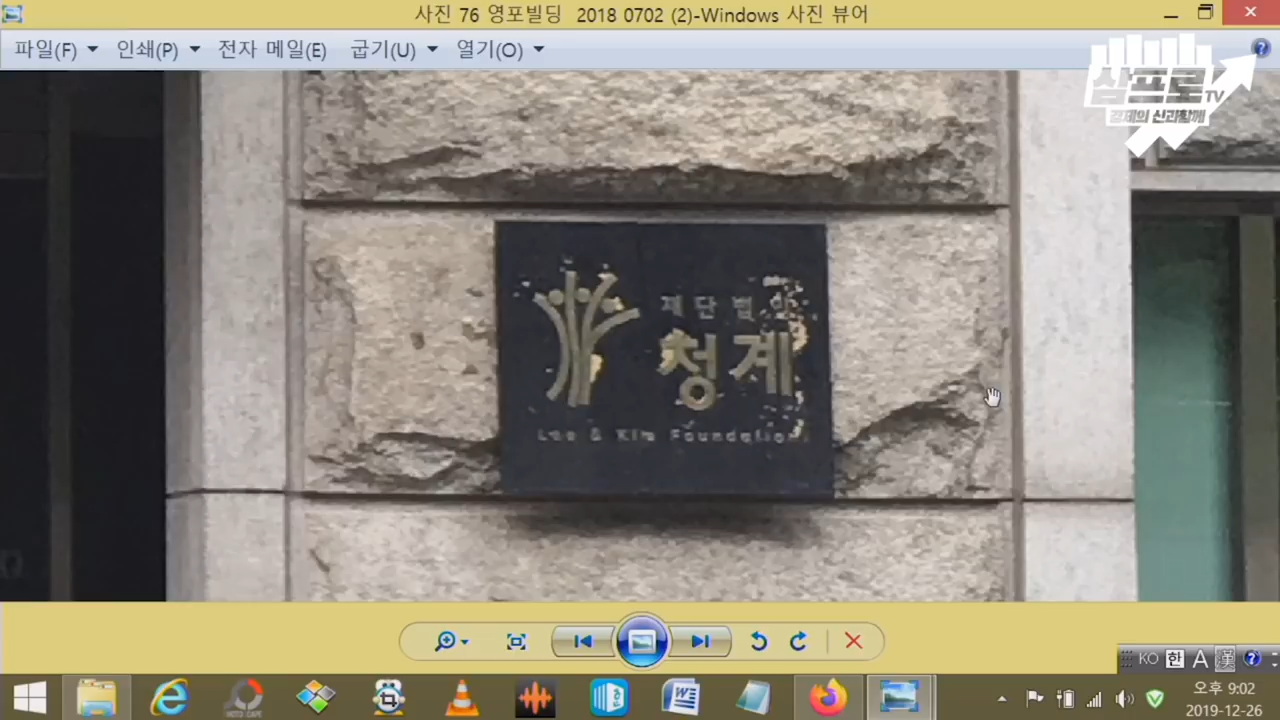 사진 76 영포빌딩 2018 0702 (2)-Windows 사진 뷰어
파일(F) 인쇄(P) 전자 메일(E) 굽기(U) 열기(O)
삼프로TV
경제의 신과함께
재단법인
청계
Lee & Kim Foundation
KO 한 A 漢
오후 9:02
2019-12-26